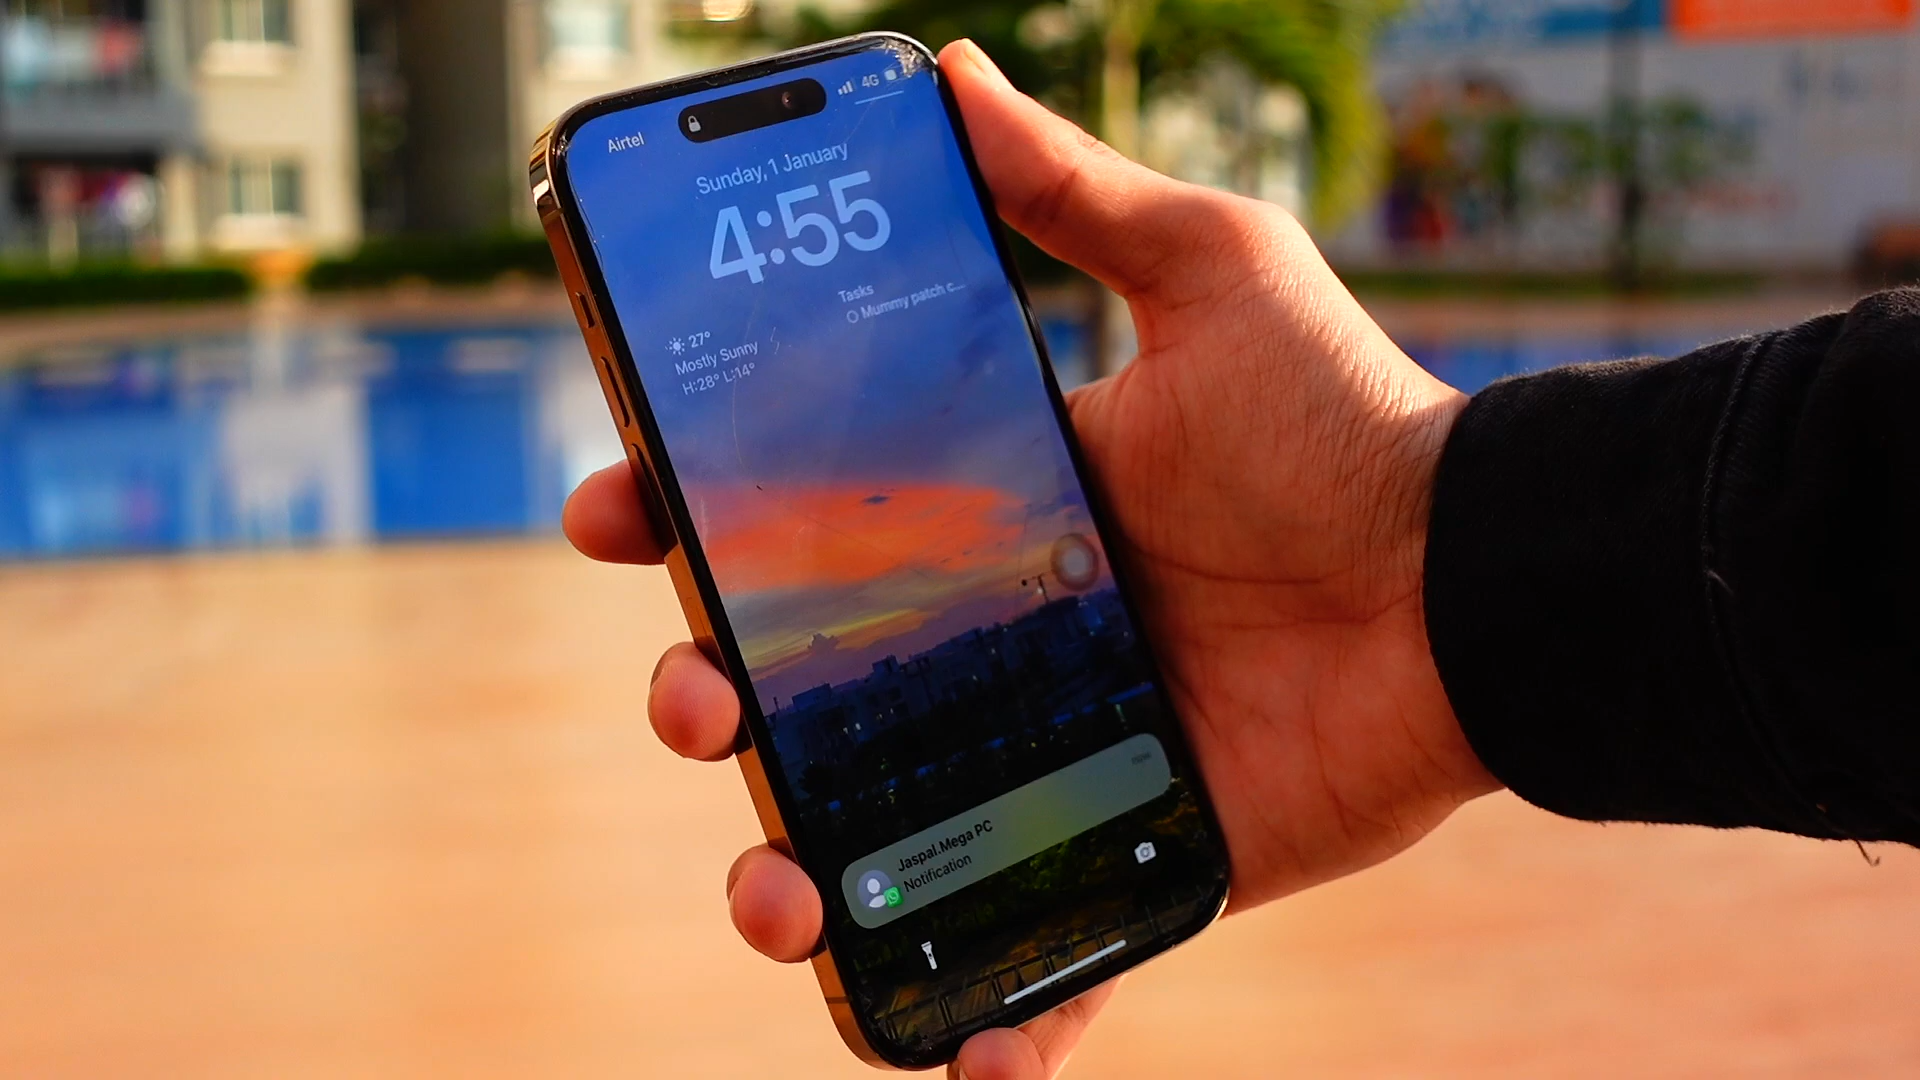 Airtel
4G
Sunday, 1 January
4:55
Tasks
Mummy patch c...
27°
Mostly Sunny
H:28° L:14°
now
Jaspal.Mega PC
Notification